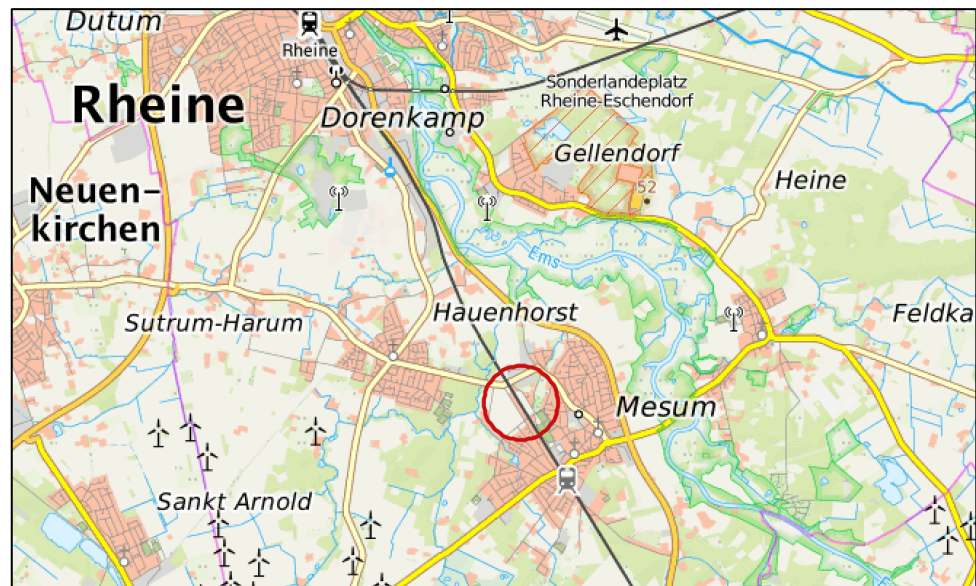 Dutum
Rheine
Rheine
Dorenkamp
Sonderlandeplatz
Rheine-Eschendorf
Gellendorf
52
Heine
Neuen-
kirchen
Ems
Sutrum-Harum
Hauenhorst
Feldka
Mesum
Sankt Arnold